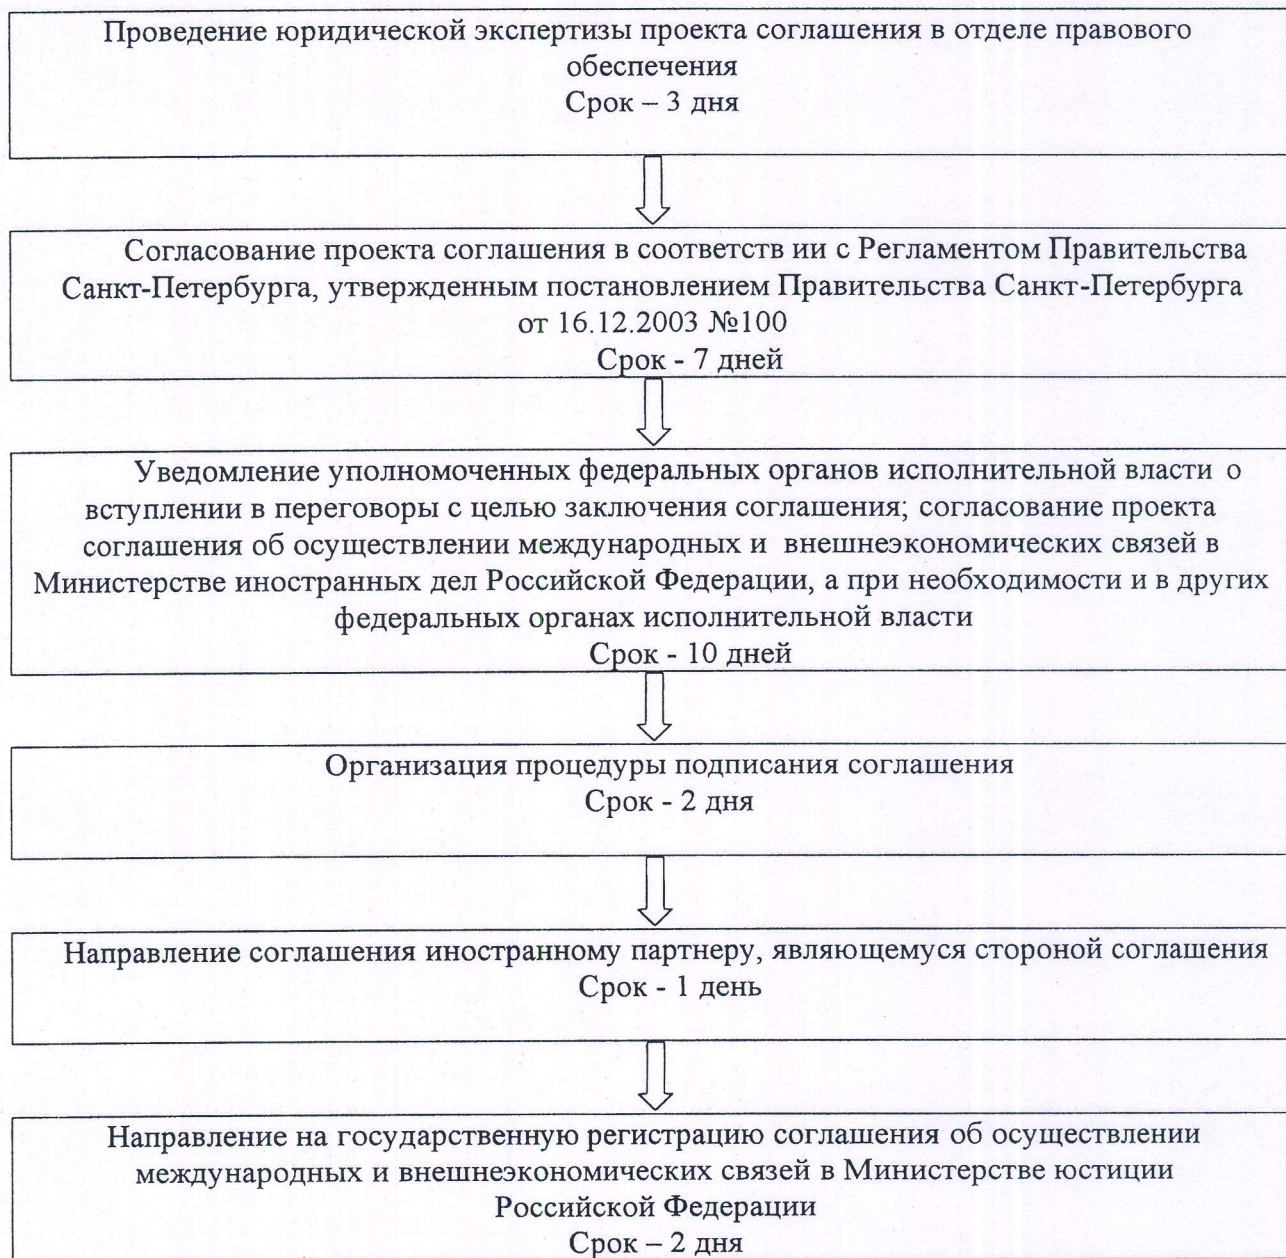 Проведение юридической экспертизы проекта соглашения в отделе правового
обеспечения
Срок – 3 дня
Согласование проекта соглашения в соответств ии с Регламентом Правительства
Санкт-Петербурга, утвержденным постановлением Правительства Санкт-Петербурга
от 16.12.2003 №100
Срок - 7 дней
Уведомление уполномоченных федеральных органов исполнительной власти о
вступлении в переговоры с целью заключения соглашения; согласование проекта
соглашения об осуществлении международных и внешнеэкономических связей в
Министерстве иностранных дел Российской Федерации, а при необходимости и в других
федеральных органах исполнительной власти
Срок - 10 дней
Организация процедуры подписания соглашения
Срок - 2 дня
Направление соглашения иностранному партнеру, являющемуся стороной соглашения
Срок - 1 день
Направление на государственную регистрацию соглашения об осуществлении
международных и внешнеэкономических связей в Министерстве юстиции
Российской Федерации
Срок – 2 дня